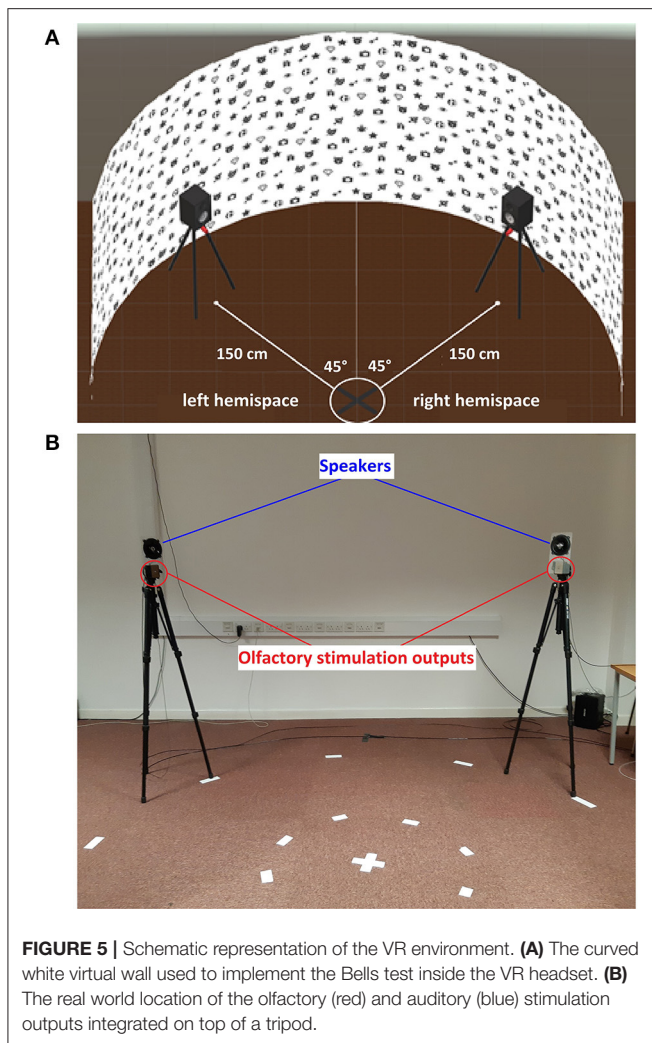 A
150 cm
45°
45°
150 cm
left hemispace
right hemispace
B
Speakers
Olfactory stimulation outputs
FIGURE 5 | Schematic representation of the VR environment. (A) The curved
white virtual wall used to implement the Bells test inside the VR headset. (B)
The real world location of the olfactory (red) and auditory (blue) stimulation
outputs integrated on top of a tripod.